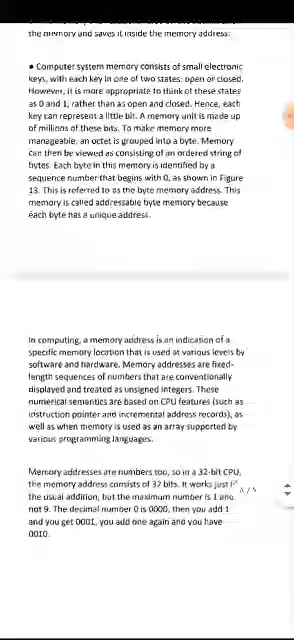 the memory and saves it inside the memory address:
• Computer system memory consists of small electronic
keys, with each key in one of two states: open or closed.
However, it is more appropriate to think of these states
as 0 and 1, rather than as open and closed. Hence, each
key can represent a little bit. A memory unit is made up
of millions of these bits. To make memory more
manageable, an octet is grouped into a byte. Memory
can then be viewed as consisting of an ordered string of
bytes. Each byte in this memory is identified by a
sequence number that begins with 0, as shown in Figure
13. This is referred to as the byte memory address. This
memory is called addressable byte memory because
each byte has a unique address.
In computing, a memory address is an indication of a
specific memory location that is used at various levels by
software and hardware. Memory addresses are fixed-
length sequences of numbers that are conventionally
displayed and treated as unsigned integers. These
numerical semantics are based on CPU features (such as
instruction pointer and incremental address records), as
well as when memory is used as an array supported by
various programming languages.
Memory addresses are numbers too, so in a 32-bit CPU,
the memory address consists of 32 bits. It works just
the usual addition, but the maximum number is 1 and
not 9. The decimal number 0 is 0000, then you add 1
and you get 0001, you add one again and you have
0010.